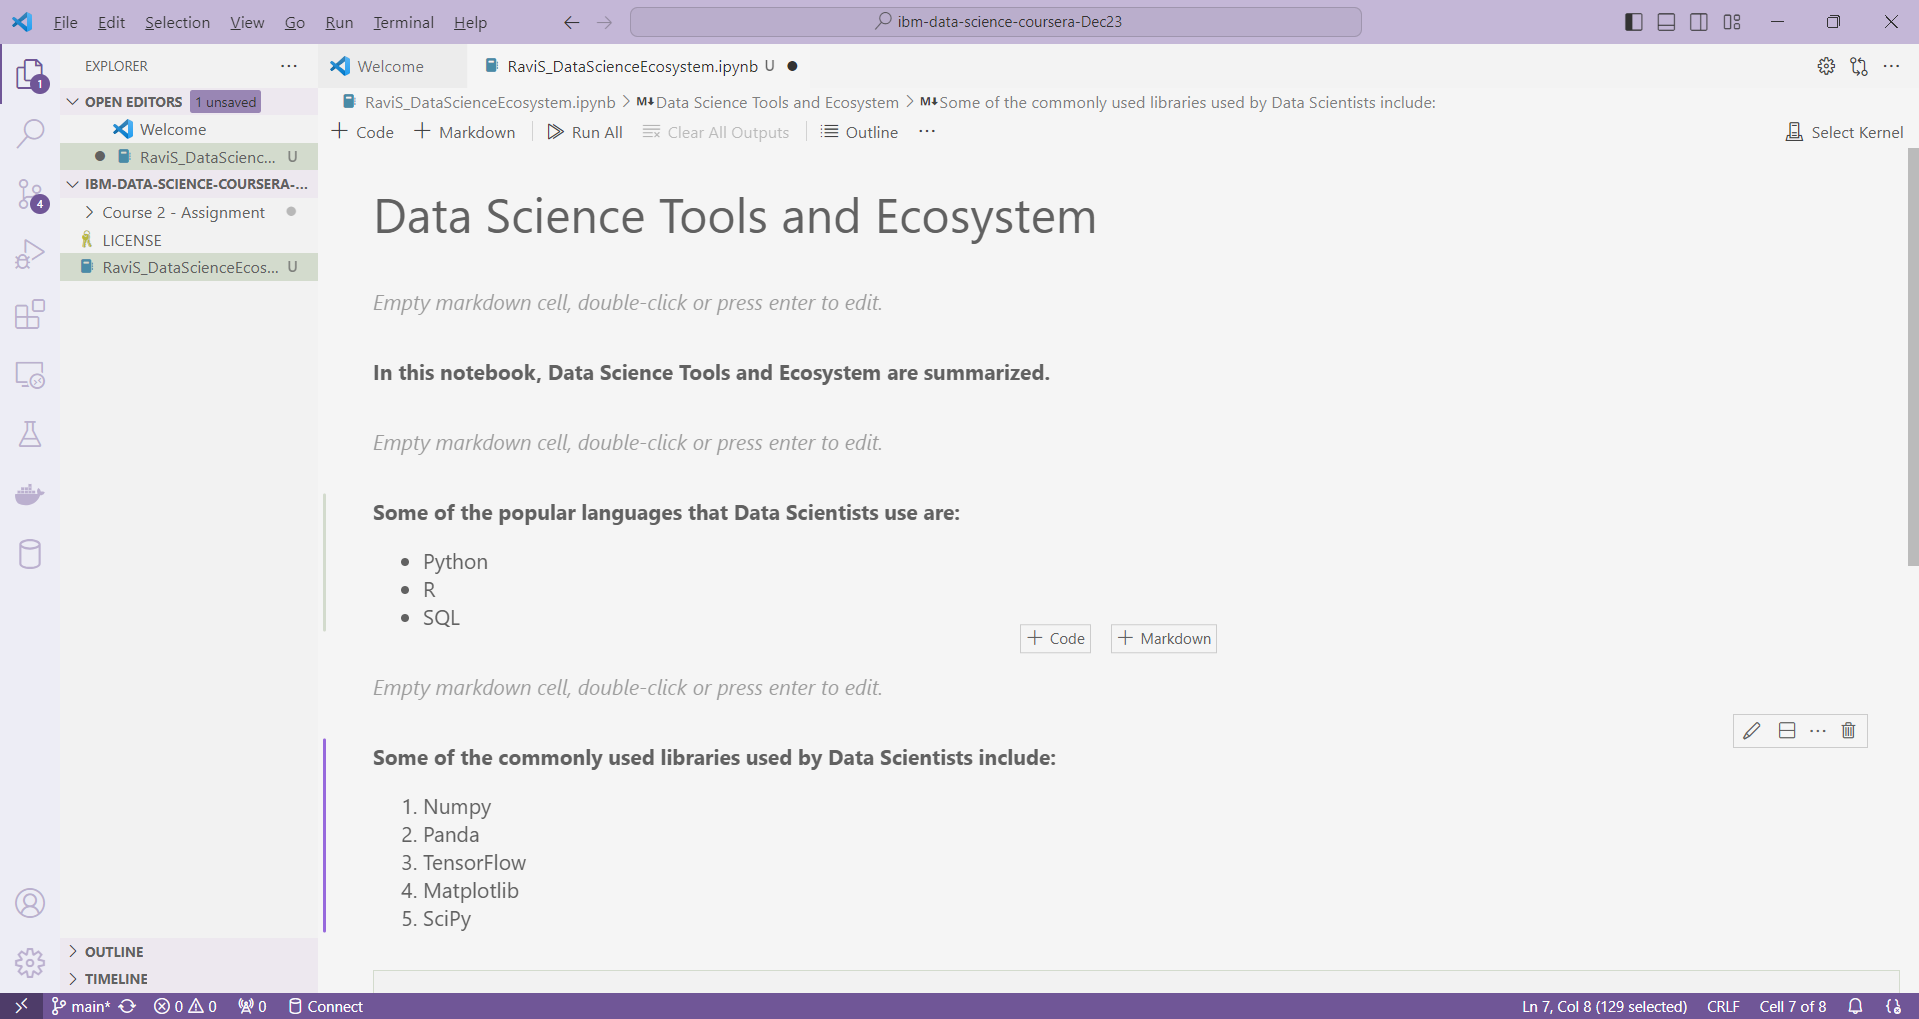 File Edit Selection View Go Run Terminal Help ibm-data-science-coursera-Dec23
EXPLORER
Welcome RaviS_DataScienceEcosystem.ipynb U
1
OPEN EDITORS 1 unsaved
RaviS_DataScienceEcosystem.ipynb > M↓Data Science Tools and Ecosystem > M↓Some of the commonly used libraries used by Data Scientists include:
Welcome
Code Markdown Run All Clear All Outputs Outline Select Kernel
RaviS_DataScienc... U
IBM-DATA-SCIENCE-COURSERA-...
4
Course 2 - Assignment
LICENSE
RaviS_DataScienceEcos... U
Data Science Tools and Ecosystem
Empty markdown cell, double-click or press enter to edit.
In this notebook, Data Science Tools and Ecosystem are summarized.
Empty markdown cell, double-click or press enter to edit.
Some of the popular languages that Data Scientists use are:
• Python
• R
• SQL
+ Code + Markdown
Empty markdown cell, double-click or press enter to edit.
Some of the commonly used libraries used by Data Scientists include:
1. Numpy
2. Panda
3. TensorFlow
4. Matplotlib
5. SciPy
OUTLINE
TIMELINE
main* 0 0 0 Connect Ln 7, Col 8 (129 selected) CRLF Cell 7 of 8